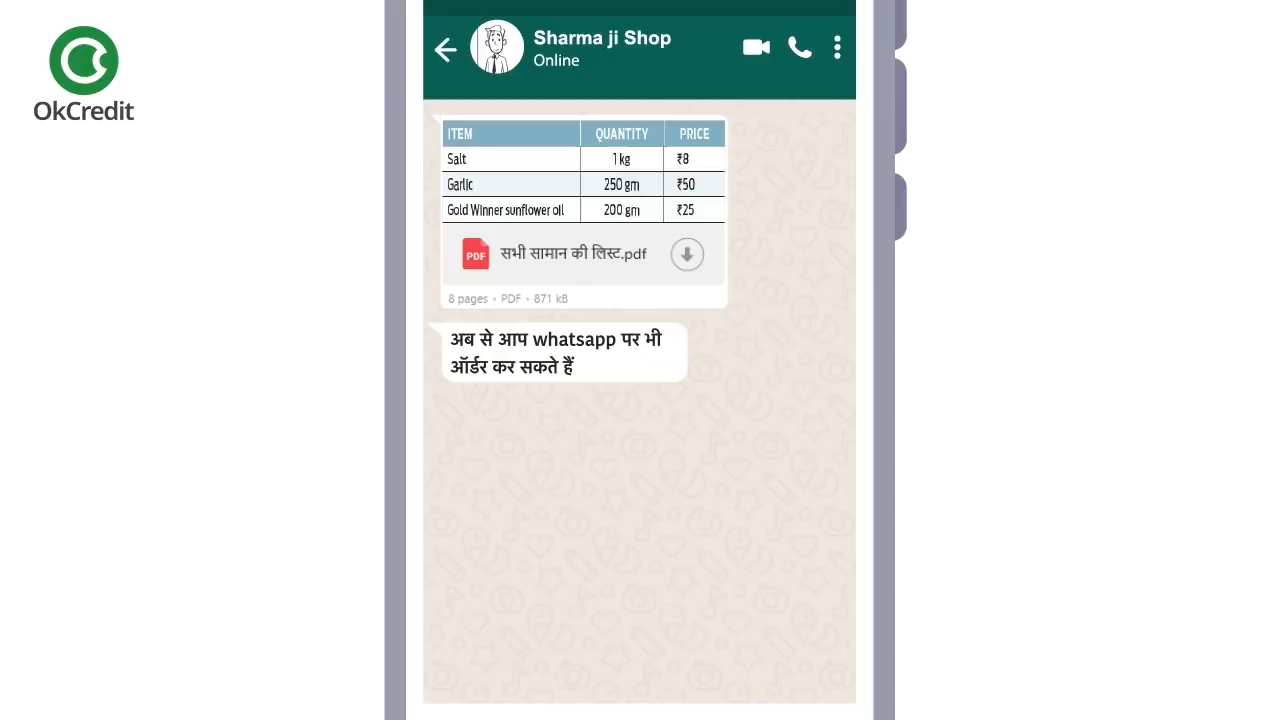 OkCredit
Sharma ji Shop
Online
ITEM QUANTITY PRICE
Salt 1 kg ₹8
Garlic 250 gm ₹50
Gold Winner sunflower oil 200 gm ₹25
PDF सभी सामान की लिस्ट.pdf
8 pages • PDF • 871 kB
अब से आप whatsapp पर भी
ऑर्डर कर सकते हैं